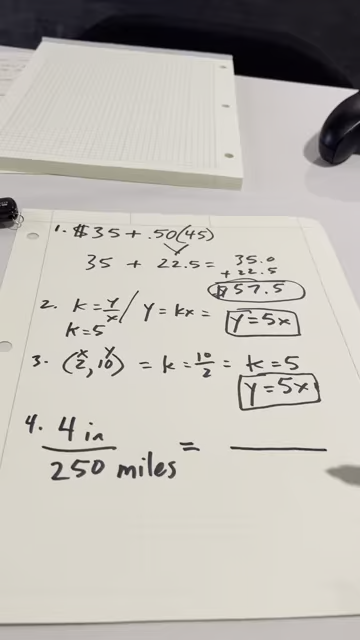 1. $35 + .50(45)
35 + 22.5 = 35.0
+ 22.5
$57.5
2. K = Y/X / Y = KX = Y = 5X
K = 5
3. (2, 10) = K = 10/2 = K = 5
x y
Y = 5X
4. 4 in
250 miles =